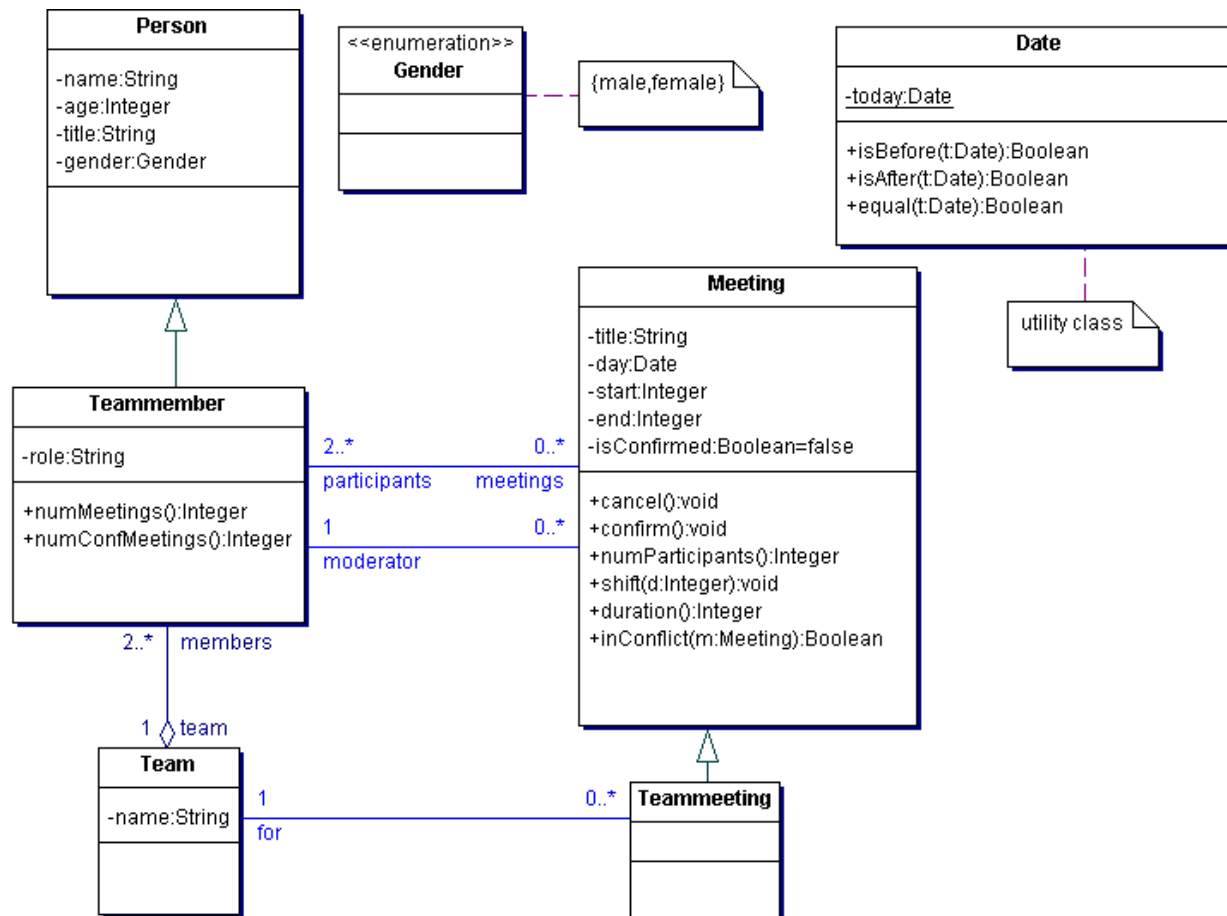 Person
-name:String
-age:Integer
-title:String
-gender:Gender
<<enumeration>>
Gender
{male,female}
Date
-today:Date
+isBefore(t:Date):Boolean
+isAfter(t:Date):Boolean
+equal(t:Date):Boolean
utility class
Meeting
-title:String
-day:Date
-start:Integer
-end:Integer
-isConfirmed:Boolean=false
+cancel():void
+confirm():void
+numParticipants():Integer
+shift(d:Integer):void
+duration():Integer
+inConflict(m:Meeting):Boolean
Teammember
-role:String
+numMeetings():Integer
+numConfMeetings():Integer
2..* 0..*
participants meetings
1 0..*
moderator
2..* members
1 team
Team
-name:String
1 0..*
for
Teammeeting